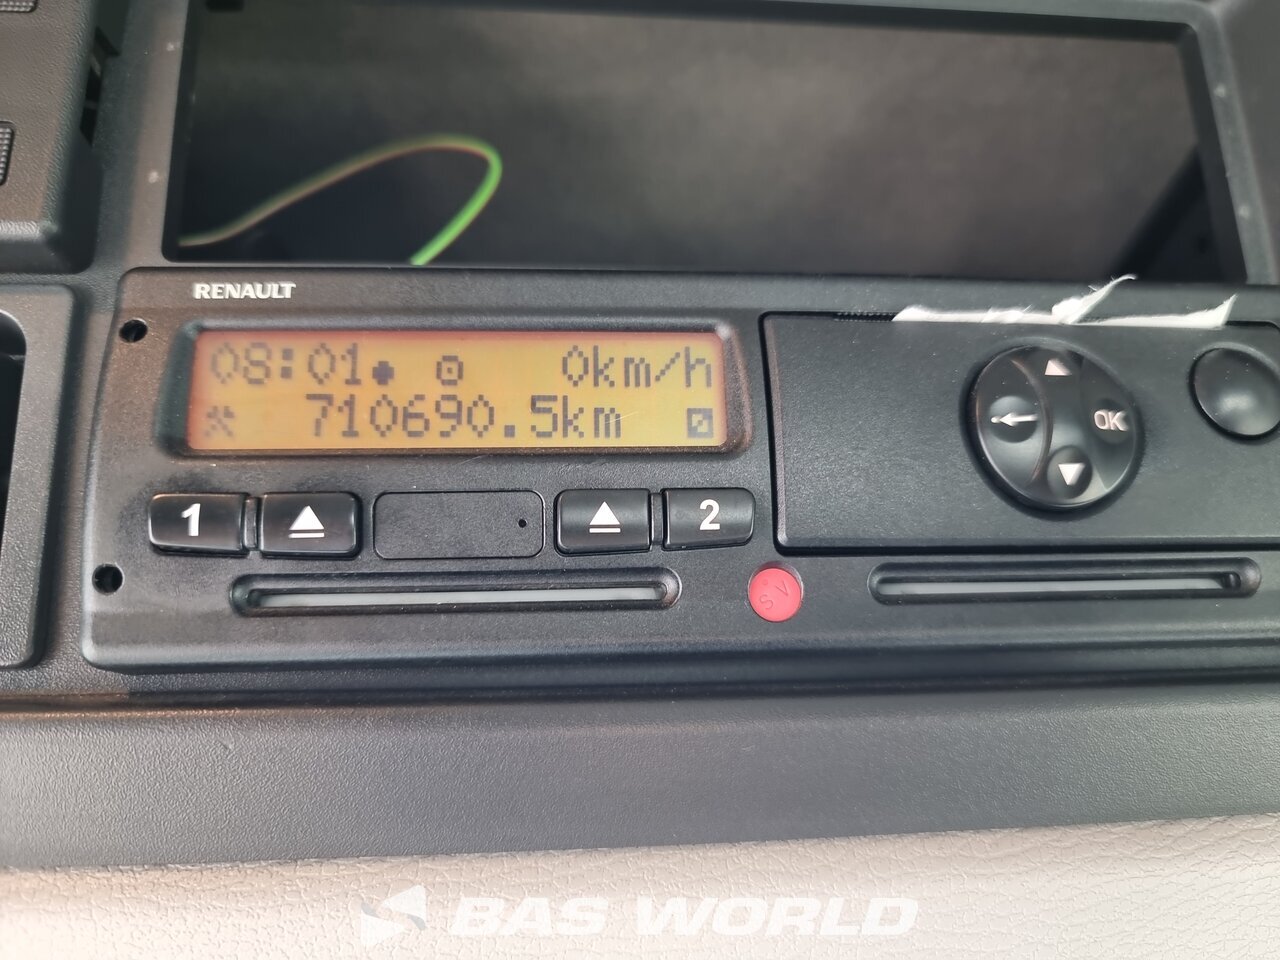 RENAULT
08:01 0km/h
710690.5km
OK
1 2
SV
BAS WORLD